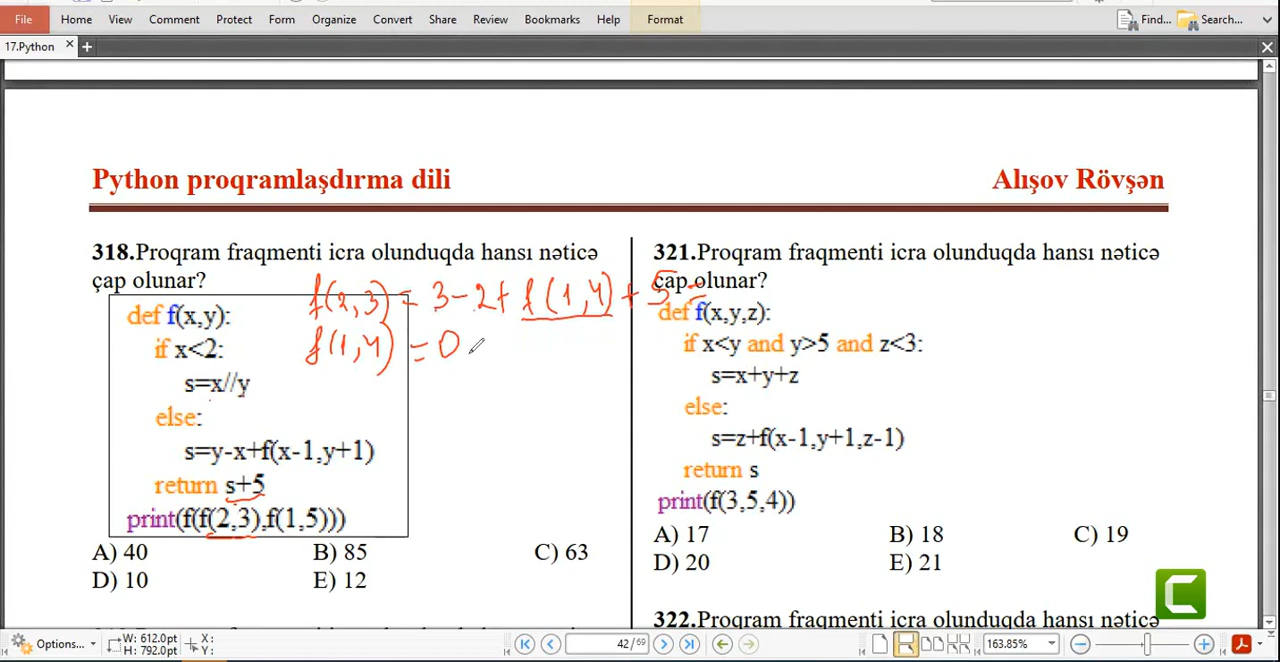 File Home View Comment Protect Form Organize Convert Share Review Bookmarks Help Format Find... Search...
17.Python
Python proqramlaşdırma dili
Alışov Rövşən
318.Proqram fraqmenti icra olunduqda hansı nəticə
çap olunar?
def f(x,y):
if x<2:
s=x//y
else:
s=y-x+f(x-1,y+1)
return s+5
print(f(f(2,3),f(1,5)))
f(2,3) = 3-2+f(1,4)+5=
f(1,4) = 0
A) 40 B) 85 C) 63
D) 10 E) 12
321.Proqram fraqmenti icra olunduqda hansı nəticə
çap olunar?
def f(x,y,z):
if x<y and y>5 and z<3:
s=x+y+z
else:
s=z+f(x-1,y+1,z-1)
return s
print(f(3,5,4))
A) 17 B) 18 C) 19
D) 20 E) 21
322.Proqram fraqmenti icra olunduqda hansı nəticə
Options... W: 612.0pt X:
H: 792.0pt Y:
42/69
163.85%